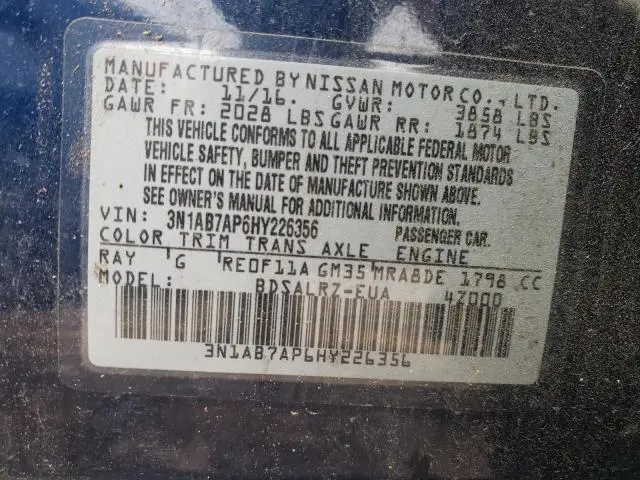 MANUFACTURED BY NISSAN MOTOR CO., LTD.
DATE: 11/16. GVWR: 3858 LBS
GAWR FR: 2028 LBS GAWR RR: 1874 LBS
THIS VEHICLE CONFORMS TO ALL APPLICABLE FEDERAL MOTOR
VEHICLE SAFETY, BUMPER AND THEFT PREVENTION STANDARDS
IN EFFECT ON THE DATE OF MANUFACTURE SHOWN ABOVE.
SEE OWNER'S MANUAL FOR ADDITIONAL INFORMATION.
VIN: 3N1AB7AP6HY226356 PASSENGER CAR.
COLOR TRIM TRANS AXLE ENGINE
RAY G RE0F11A GM35 MRA8DE 1798 CC
BDSALRZ-EUA 4Z000
3N1AB7AP6HY226356